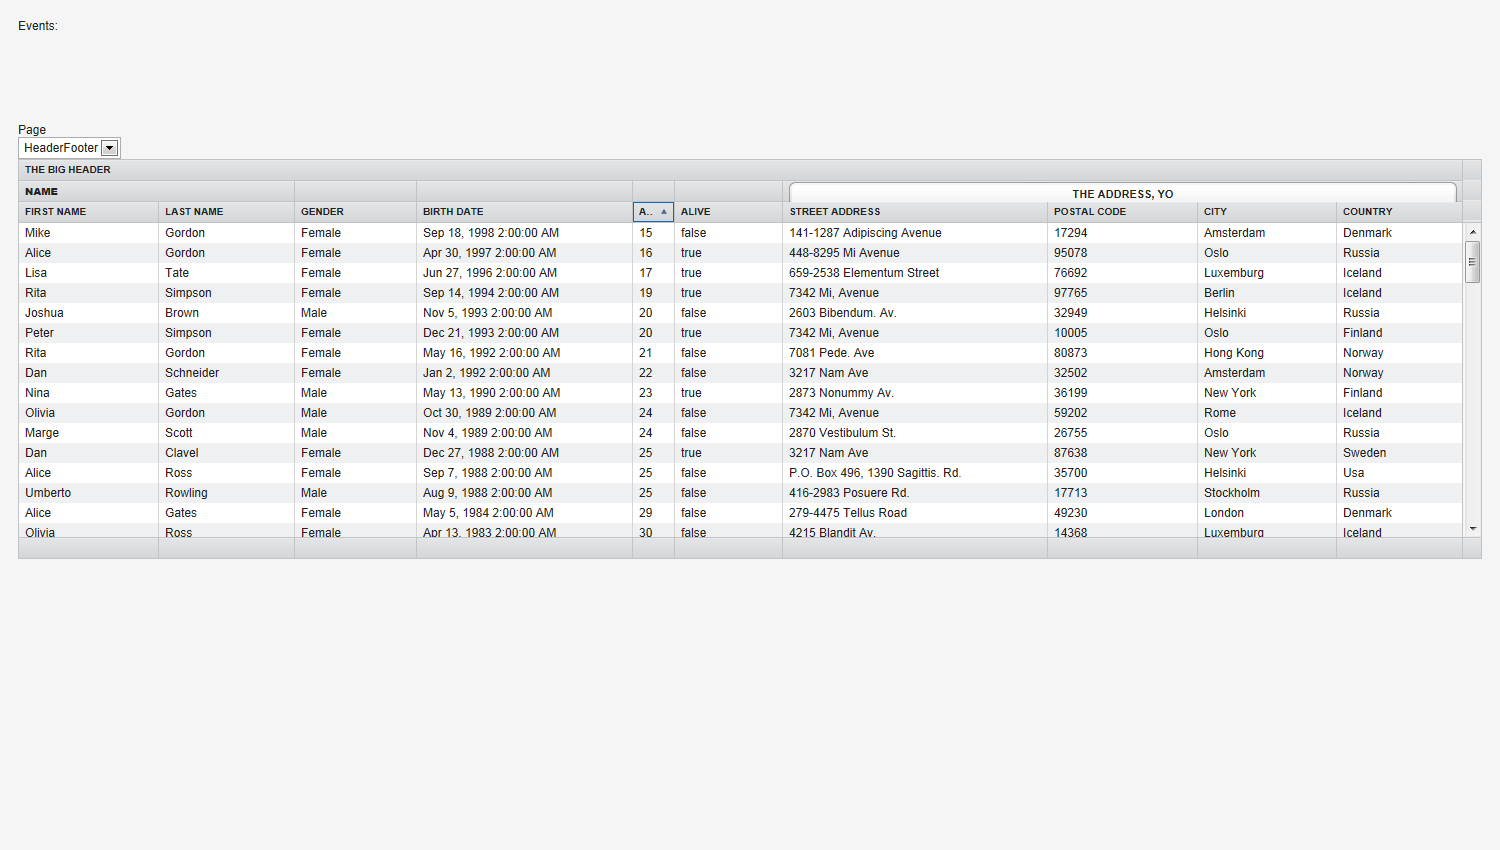 Events:
Page
HeaderFooter
THE BIG HEADER
NAME THE ADDRESS, YO
FIRST NAME LAST NAME GENDER BIRTH DATE A.. ALIVE STREET ADDRESS POSTAL CODE CITY COUNTRY
Mike Gordon Female Sep 18, 1998 2:00:00 AM 15 false 141-1287 Adipiscing Avenue 17294 Amsterdam Denmark
Alice Gordon Female Apr 30, 1997 2:00:00 AM 16 true 448-8295 Mi Avenue 95078 Oslo Russia
Lisa Tate Female Jun 27, 1996 2:00:00 AM 17 true 659-2538 Elementum Street 76692 Luxemburg Iceland
Rita Simpson Female Sep 14, 1994 2:00:00 AM 19 true 7342 Mi, Avenue 97765 Berlin Iceland
Joshua Brown Male Nov 5, 1993 2:00:00 AM 20 false 2603 Bibendum. Av. 32949 Helsinki Russia
Peter Simpson Female Dec 21, 1993 2:00:00 AM 20 true 7342 Mi, Avenue 10005 Oslo Finland
Rita Gordon Female May 16, 1992 2:00:00 AM 21 false 7081 Pede. Ave 80873 Hong Kong Norway
Dan Schneider Female Jan 2, 1992 2:00:00 AM 22 false 3217 Nam Ave 32502 Amsterdam Norway
Nina Gates Male May 13, 1990 2:00:00 AM 23 true 2873 Nonummy Av. 36199 New York Finland
Olivia Gordon Male Oct 30, 1989 2:00:00 AM 24 false 7342 Mi, Avenue 59202 Rome Iceland
Marge Scott Male Nov 4, 1989 2:00:00 AM 24 false 2870 Vestibulum St. 26755 Oslo Russia
Dan Clavel Female Dec 27, 1988 2:00:00 AM 25 true 3217 Nam Ave 87638 New York Sweden
Alice Ross Female Sep 7, 1988 2:00:00 AM 25 false P.O. Box 496, 1390 Sagittis. Rd. 35700 Helsinki Usa
Umberto Rowling Male Aug 9, 1988 2:00:00 AM 25 false 416-2983 Posuere Rd. 17713 Stockholm Russia
Alice Gates Female May 5, 1984 2:00:00 AM 29 false 279-4475 Tellus Road 49230 London Denmark
Olivia Ross Female Apr 13, 1983 2:00:00 AM 30 false 4215 Blandit Av. 14368 Luxemburg Iceland